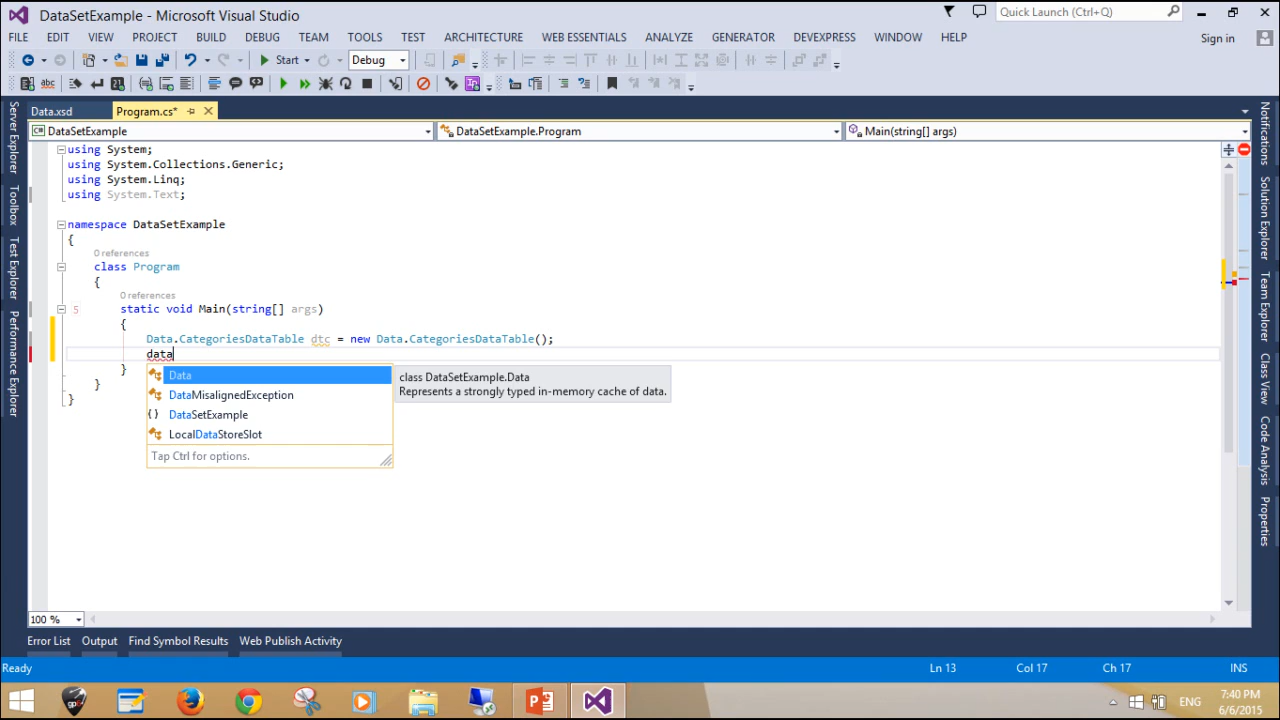 DataSetExample - Microsoft Visual Studio
Quick Launch (Ctrl+Q)
FILE EDIT VIEW PROJECT BUILD DEBUG TEAM TOOLS TEST ARCHITECTURE WEB ESSENTIALS ANALYZE GENERATOR DEVEXPRESS WINDOW HELP
Sign in
Start Debug
Data.xsd Program.cs*
DataSetExample DataSetExample.Program Main(string[] args)
Server Explorer
Toolbox
Test Explorer
Performance Explorer
using System;
using System.Collections.Generic;
using System.Linq;
using System.Text;
namespace DataSetExample
{
0 references
class Program
{
0 references
5 static void Main(string[] args)
{
Data.CategoriesDataTable dtc = new Data.CategoriesDataTable();
data
}
}
}
Data
DataMisalignedException
{} DataSetExample
LocalDataStoreSlot
Tap Ctrl for options.
class DataSetExample.Data
Represents a strongly typed in-memory cache of data.
Notifications
Solution Explorer
Team Explorer
Class View
Code Analysis
Properties
100 %
Error List Output Find Symbol Results Web Publish Activity
Ready Ln 13 Col 17 Ch 17 INS
ENG
7:40 PM
6/6/2015